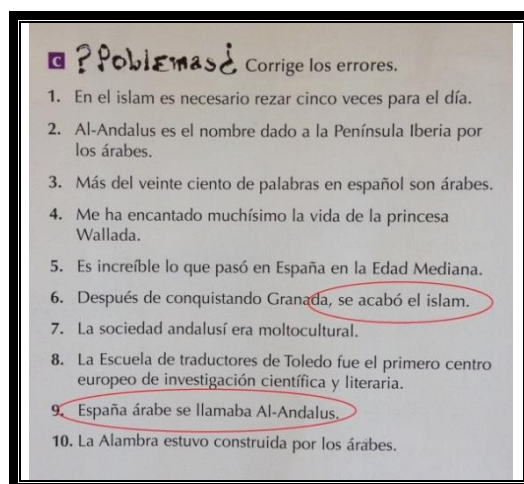 C ?PoblEmas¿ Corrige los errores.
1. En el islam es necesario rezar cinco veces para el día.
2. Al-Andalus es el nombre dado a la Península Iberia por
los árabes.
3. Más del veinte ciento de palabras en español son árabes.
4. Me ha encantado muchísimo la vida de la princesa
Wallada.
5. Es increíble lo que pasó en España en la Edad Mediana.
6. Después de conquistando Granada, se acabó el islam.
7. La sociedad andalusí era moltocultural.
8. La Escuela de traductores de Toledo fue el primero centro
europeo de investigación científica y literaria.
9. España árabe se llamaba Al-Andalus.
10. La Alambra estuvo construida por los árabes.